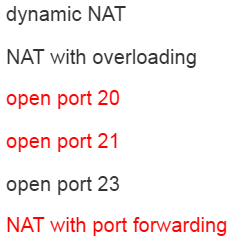 dynamic NAT
NAT with overloading
open port 20
open port 21
open port 23
NAT with port forwarding